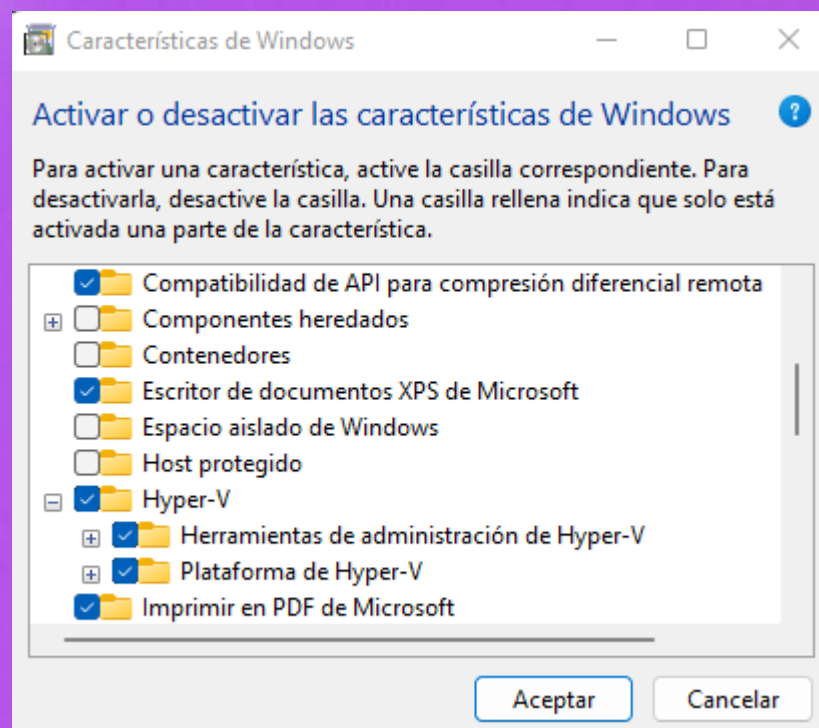 Características de Windows
Activar o desactivar las características de Windows
Para activar una característica, active la casilla correspondiente. Para
desactivarla, desactive la casilla. Una casilla rellena indica que solo está
activada una parte de la característica.
Compatibilidad de API para compresión diferencial remota
Componentes heredados
Contenedores
Escritor de documentos XPS de Microsoft
Espacio aislado de Windows
Host protegido
Hyper-V
Herramientas de administración de Hyper-V
Plataforma de Hyper-V
Imprimir en PDF de Microsoft
Aceptar
Cancelar